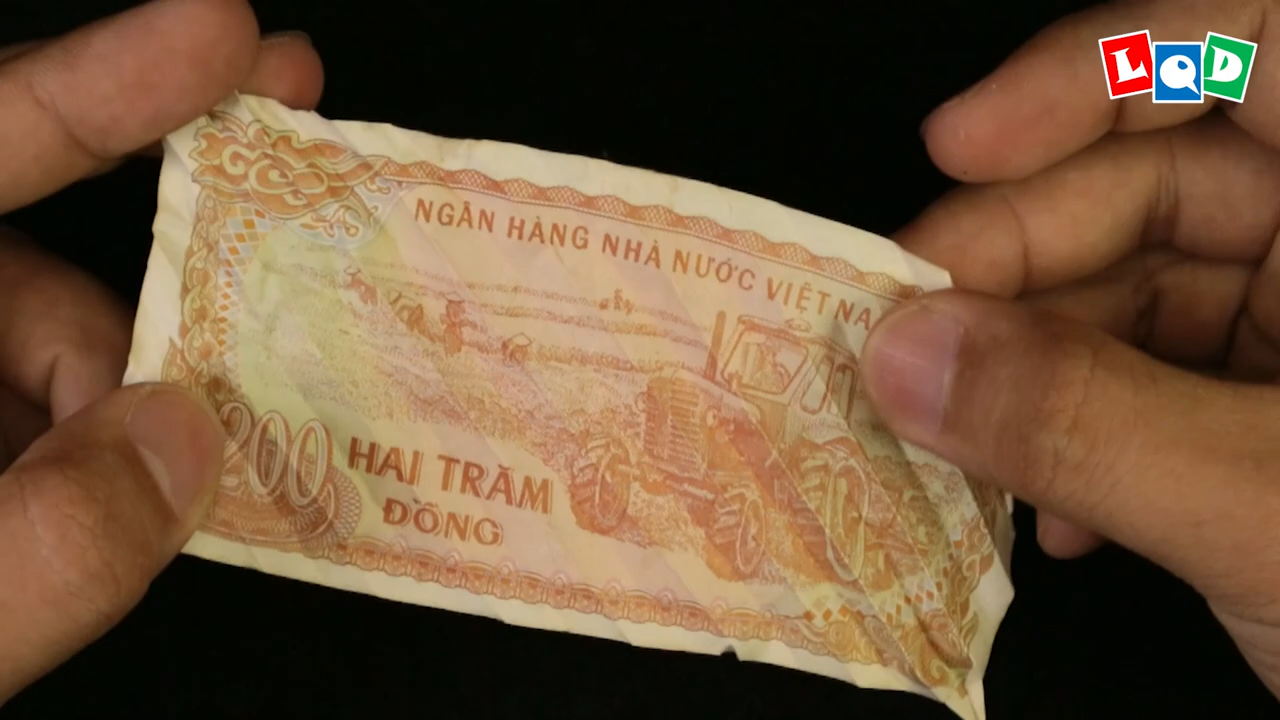 LQD
NGÂN HÀNG NHÀ NƯỚC VIỆT NA
200
HAI TRĂM
ĐỒNG